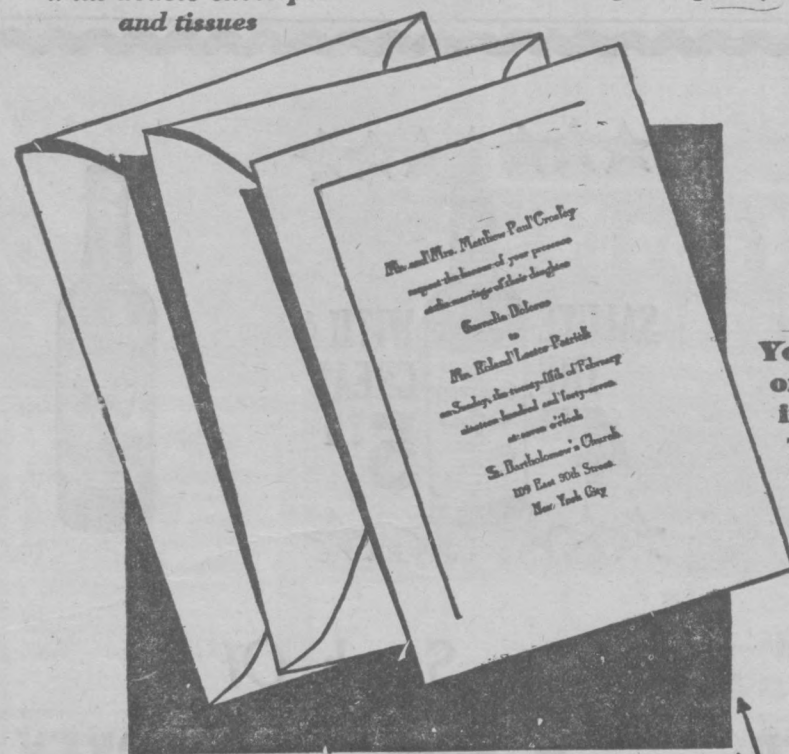 and tissues
Mr. and Mrs. Matthew Paul Crosley
request the honour of your presence
at the marriage of their daughter
Cornelia Dolores
to
Mr. Roland Lester Patrick
on Sunday, the twenty-fifth of February
nineteen hundred and forty-seven
at seven o'clock
St. Bartholomew's Church
109 East 50th Street
New York City